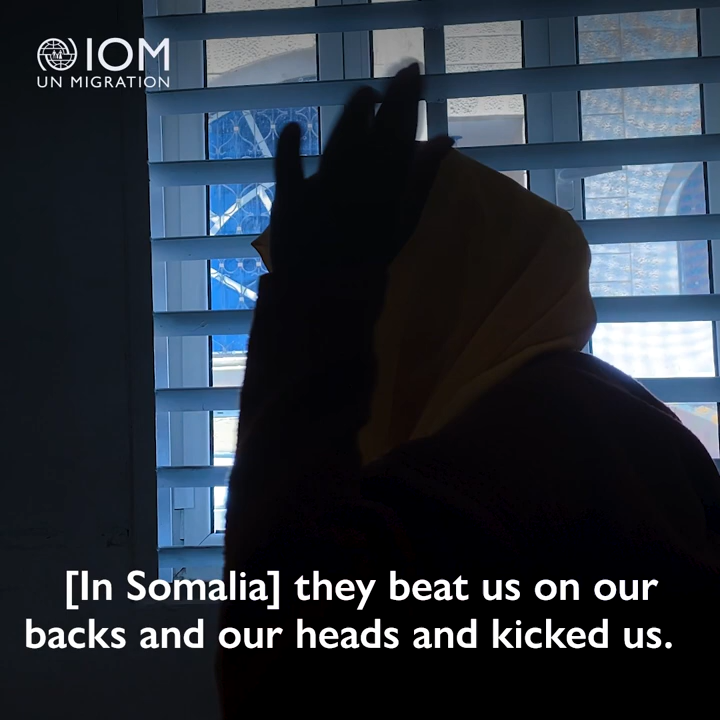 IOM
UN MIGRATION
[In Somalia] they beat us on our
backs and our heads and kicked us.